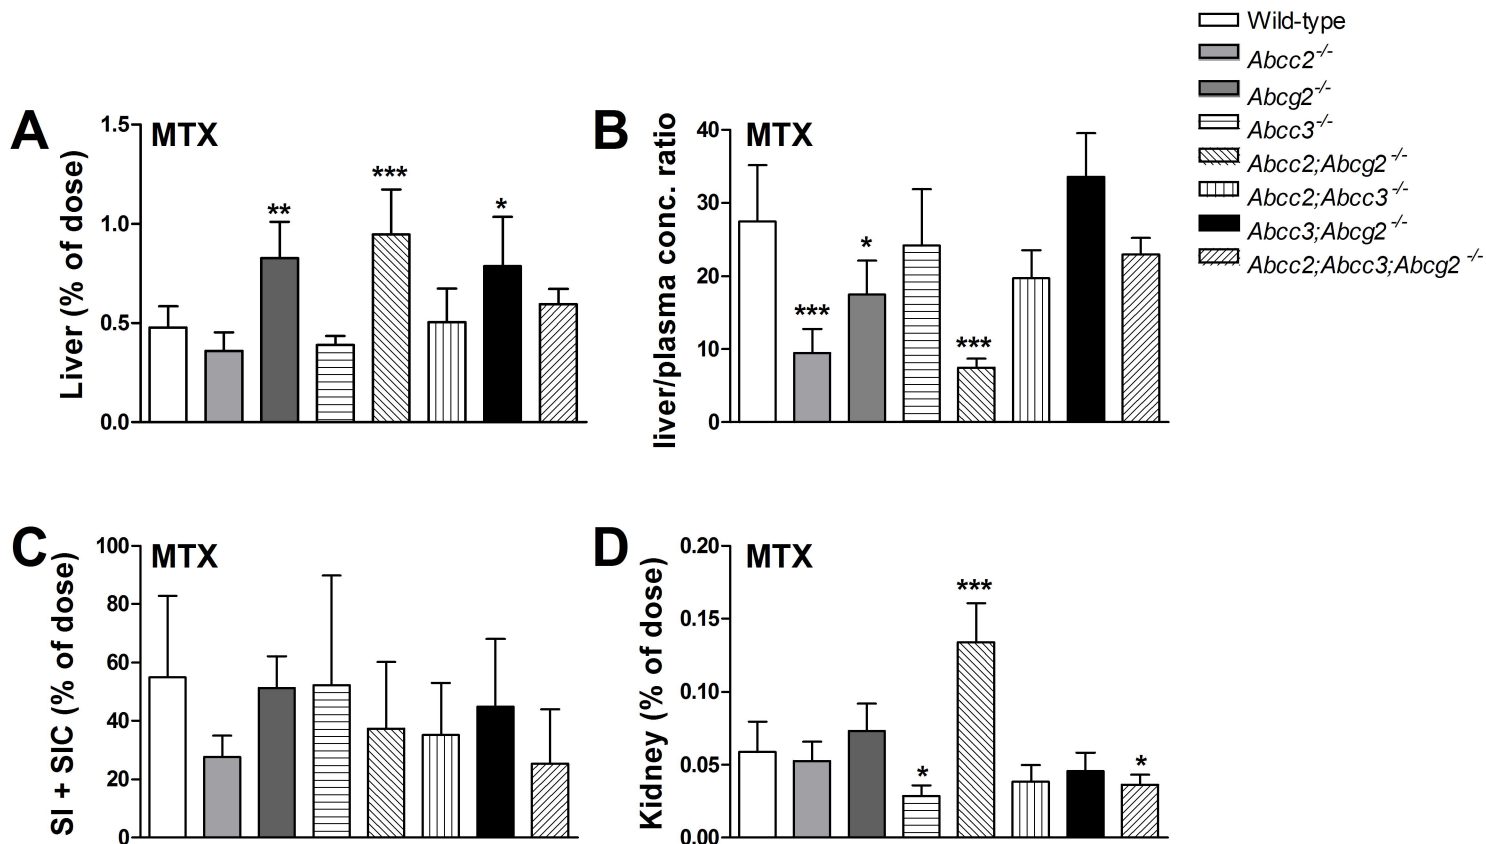 Wild-type
Abcc2-/-
Abcg2-/-
Abcc3-/-
Abcc2;Abcg2-/-
Abcc2;Abcc3-/-
Abcc3;Abcg2-/-
Abcc2;Abcc3;Abcg2-/-
A
MTX
Liver (% of dose)
1.5
1.0
0.5
0.0
**
***
*
B
MTX
liver/plasma conc. ratio
40
30
20
10
0
***
*
***
C
MTX
SI + SIC (% of dose)
100
80
60
40
20
0
D
MTX
Kidney (% of dose)
0.20
0.15
0.10
0.05
0.00
*
***
*